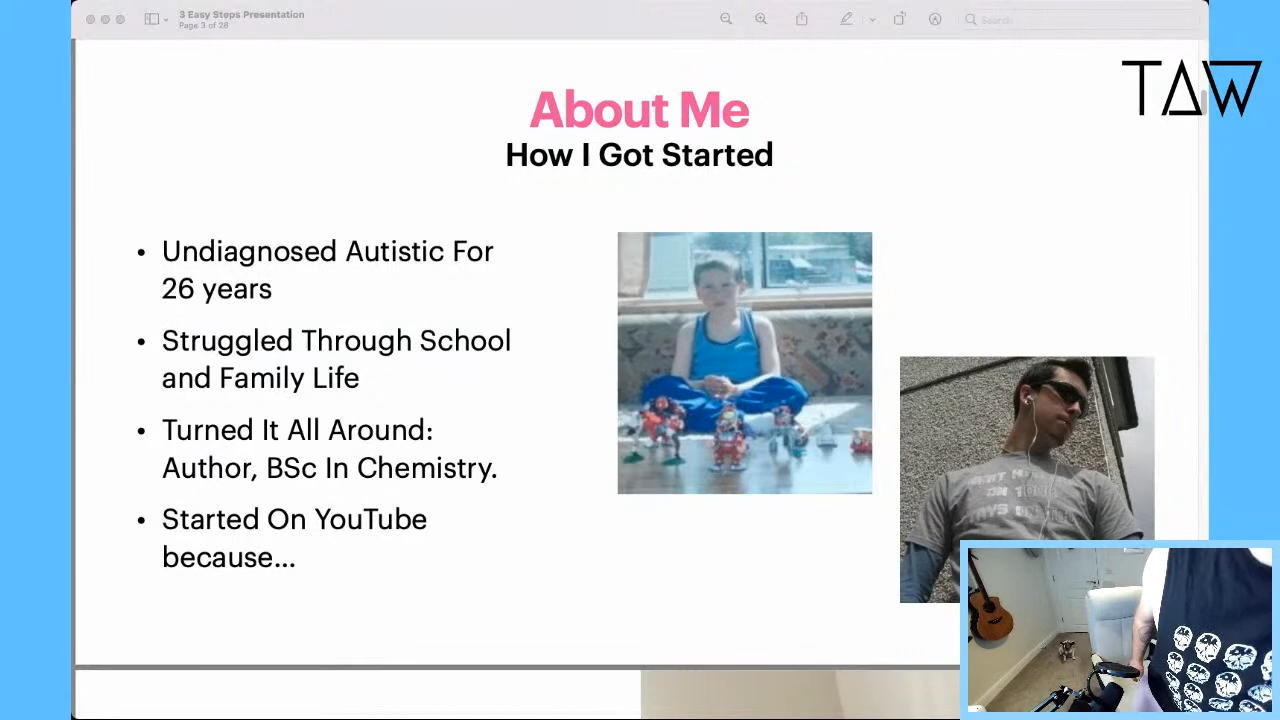 3 Easy Steps Presentation
Page 3 of 28
Search
TAW
About Me
How I Got Started
• Undiagnosed Autistic For
26 years
• Struggled Through School
and Family Life
• Turned It All Around:
Author, BSc In Chemistry.
• Started On YouTube
because...